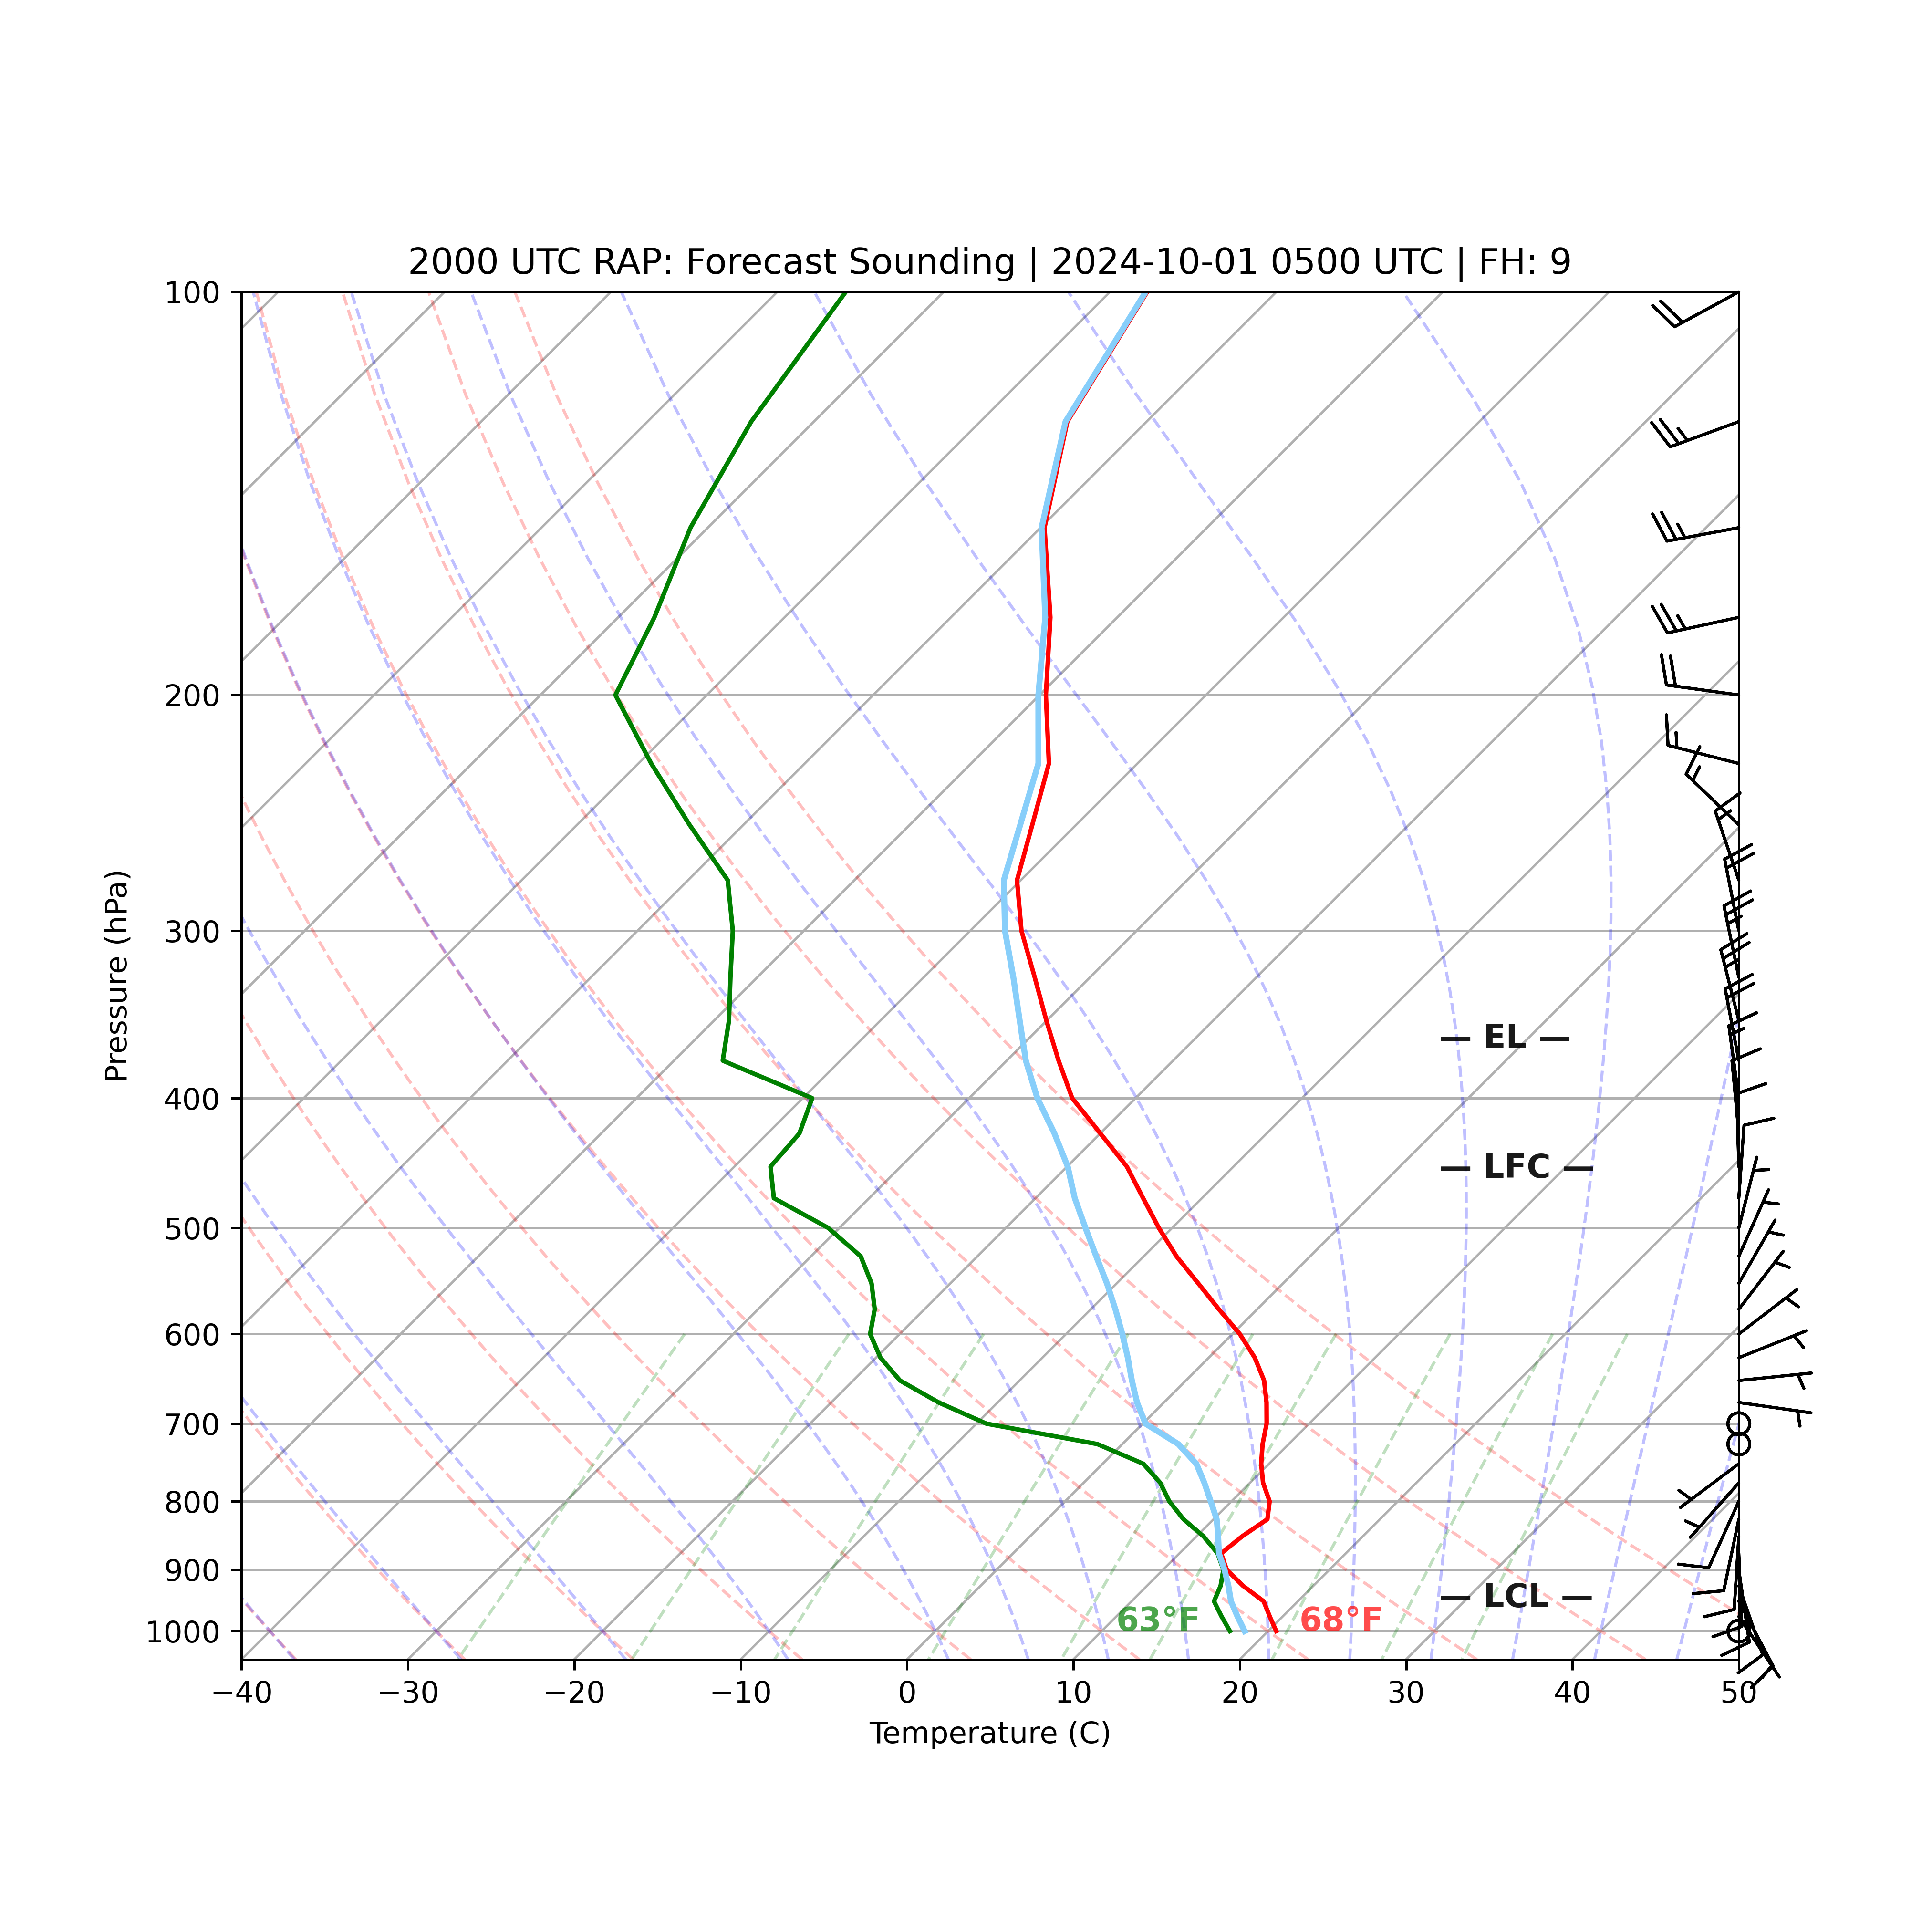 2000 UTC RAP: Forecast Sounding | 2024-10-01 0500 UTC | FH: 9
100
200
300
— EL —
400
— LFC —
500
600
700
800
900
— LCL —
63°F 68°F
1000
Pressure (hPa)
−40 −30 −20 −10 0 10 20 30 40 50
Temperature (C)